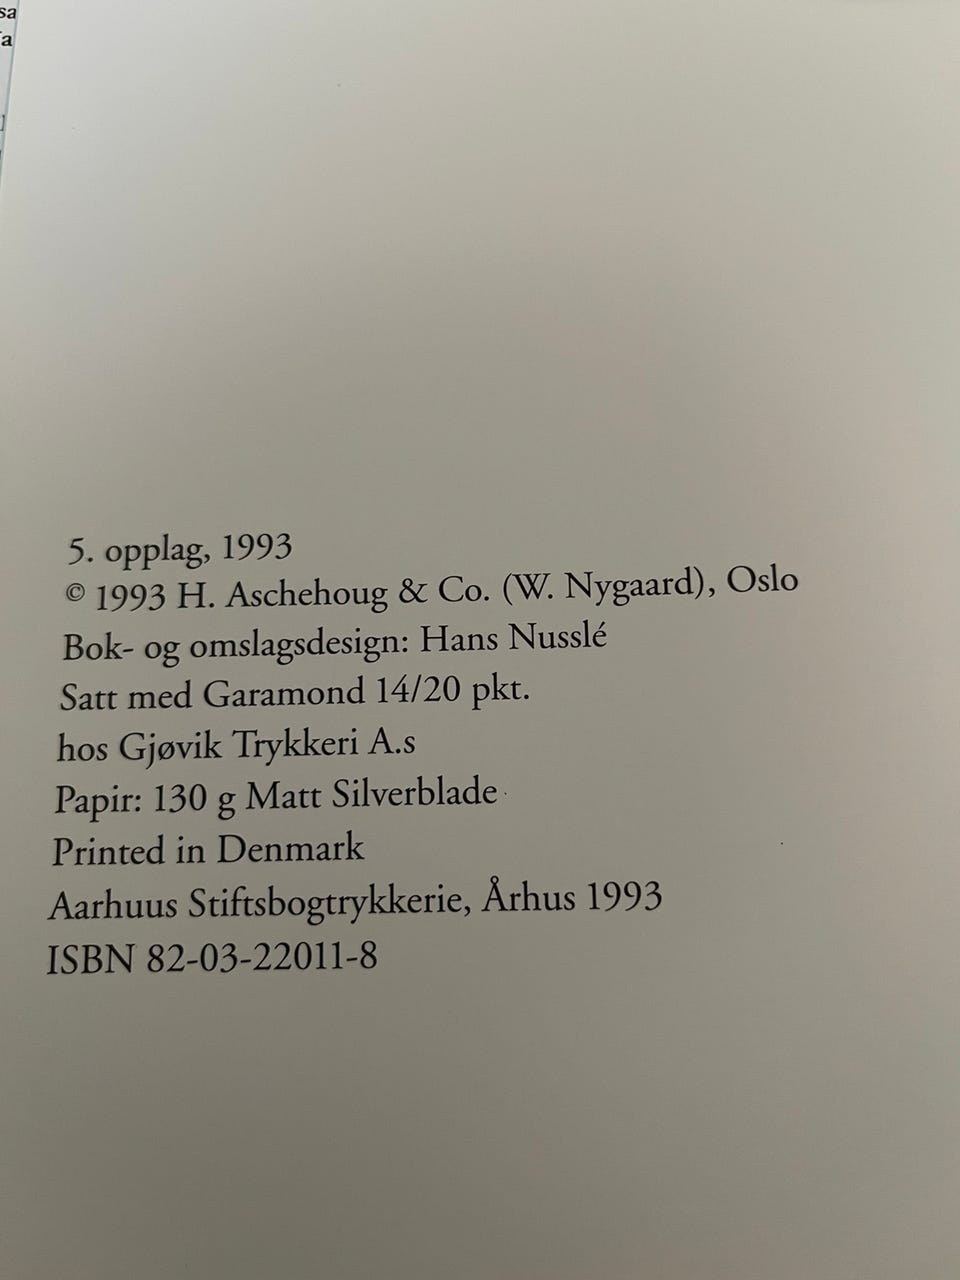 sa
a
5. opplag, 1993
© 1993 H. Aschehoug & Co. (W. Nygaard), Oslo
Bok- og omslagsdesign: Hans Nusslé
Satt med Garamond 14/20 pkt.
hos Gjøvik Trykkeri A.s
Papir: 130 g Matt Silverblade
Printed in Denmark
Aarhuus Stiftsbogtrykkerie, Århus 1993
ISBN 82-03-22011-8